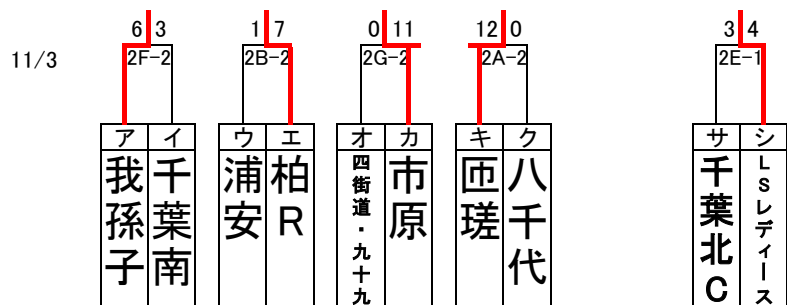 6 3 1 7 0 11 12 0 3 4
11/3 2F-2 2B-2 2G-2 2A-2 2E-1
ア イ ウ エ オ カ キ ク サ シ
我孫子
千葉南
浦安
柏R
四街道・九十九
市原
匝瑳
八千代
千葉北C
LSレディース